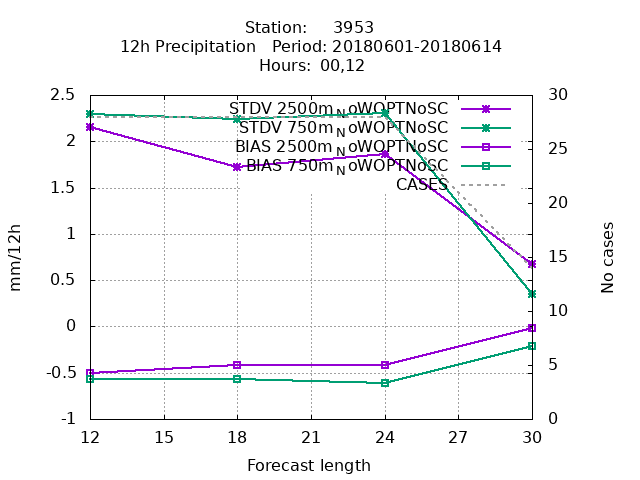 Station: 3953
12h Precipitation Period: 20180601-20180614
Hours: 00,12
STDV 2500m_NoWOPTNoSC
STDV 750m_NoWOPTNoSC
BIAS 2500m_NoWOPTNoSC
BIAS 750m_NoWOPTNoSC
CASES
mm/12h
2.5
2
1.5
1
0.5
0
-0.5
-1
No cases
30
25
20
15
10
5
0
12 15 18 21 24 27 30
Forecast length